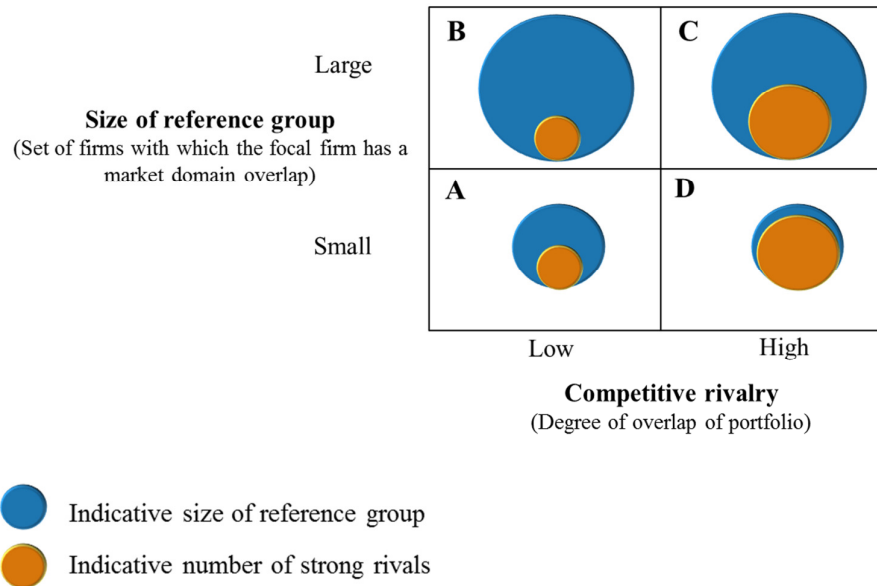 B
C
Large
Size of reference group
(Set of firms with which the focal firm has a
market domain overlap)
A
D
Small
Low
High
Competitive rivalry
(Degree of overlap of portfolio)
Indicative size of reference group
Indicative number of strong rivals